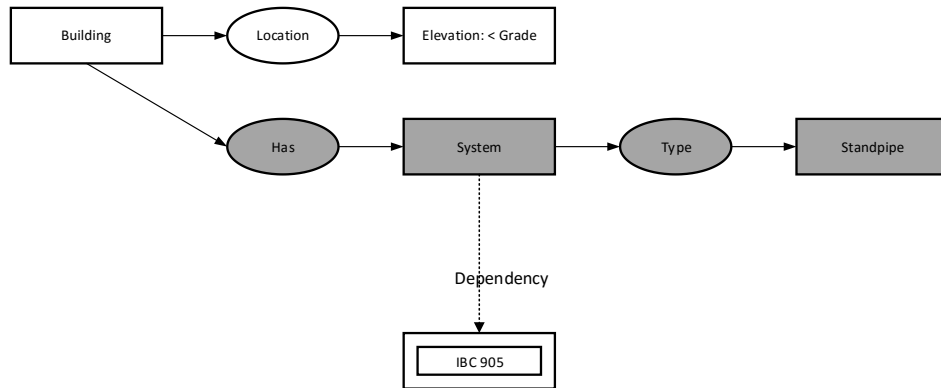 Building
Location
Elevation: < Grade
Has
System
Type
Standpipe
Dependency
IBC 905